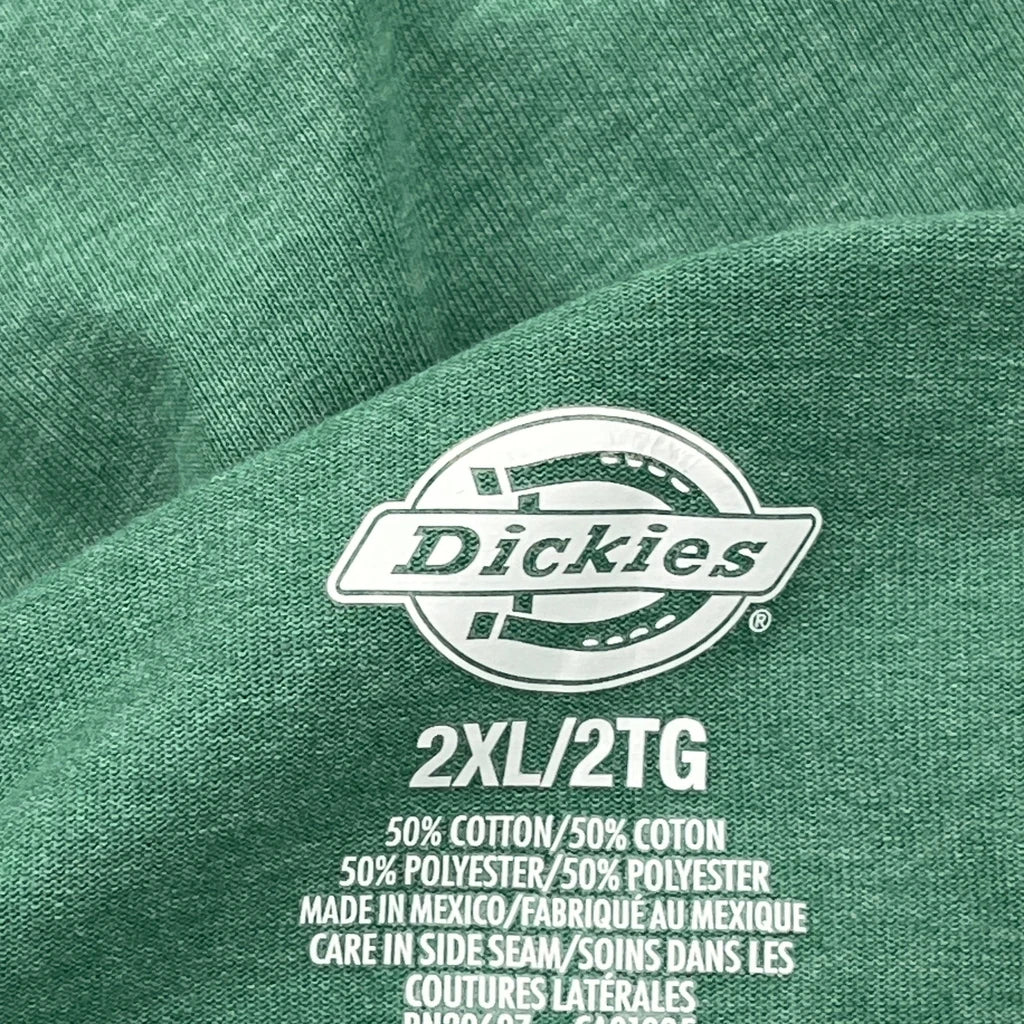 Dickies
®
2XL/2TG
50% COTTON/50% COTON
50% POLYESTER/50% POLYESTER
MADE IN MEXICO/FABRIQUÉ AU MEXIQUE
CARE IN SIDE SEAM/SOINS DANS LES
COUTURES LATÉRALES